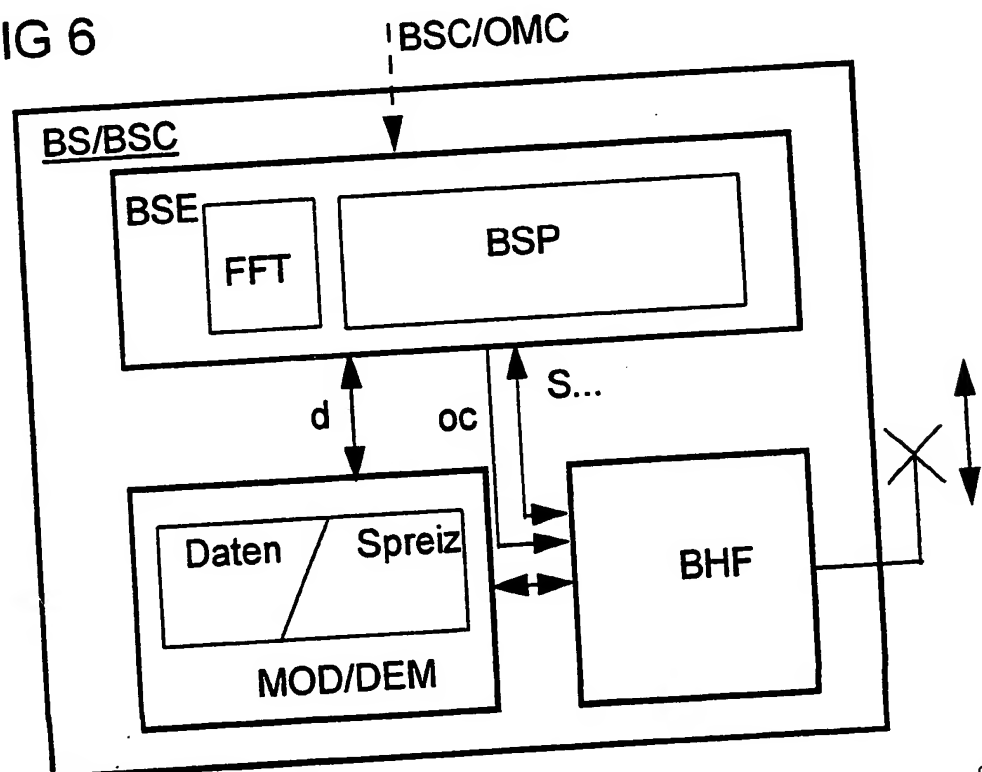 IG 6
BSC/OMC
BS/BSC
BSE
FFT
BSP
d
oc
S...
Daten
Spreiz
MOD/DEM
BHF